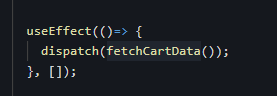 useEffect(()=> {
dispatch(fetchCartData());
}, []);